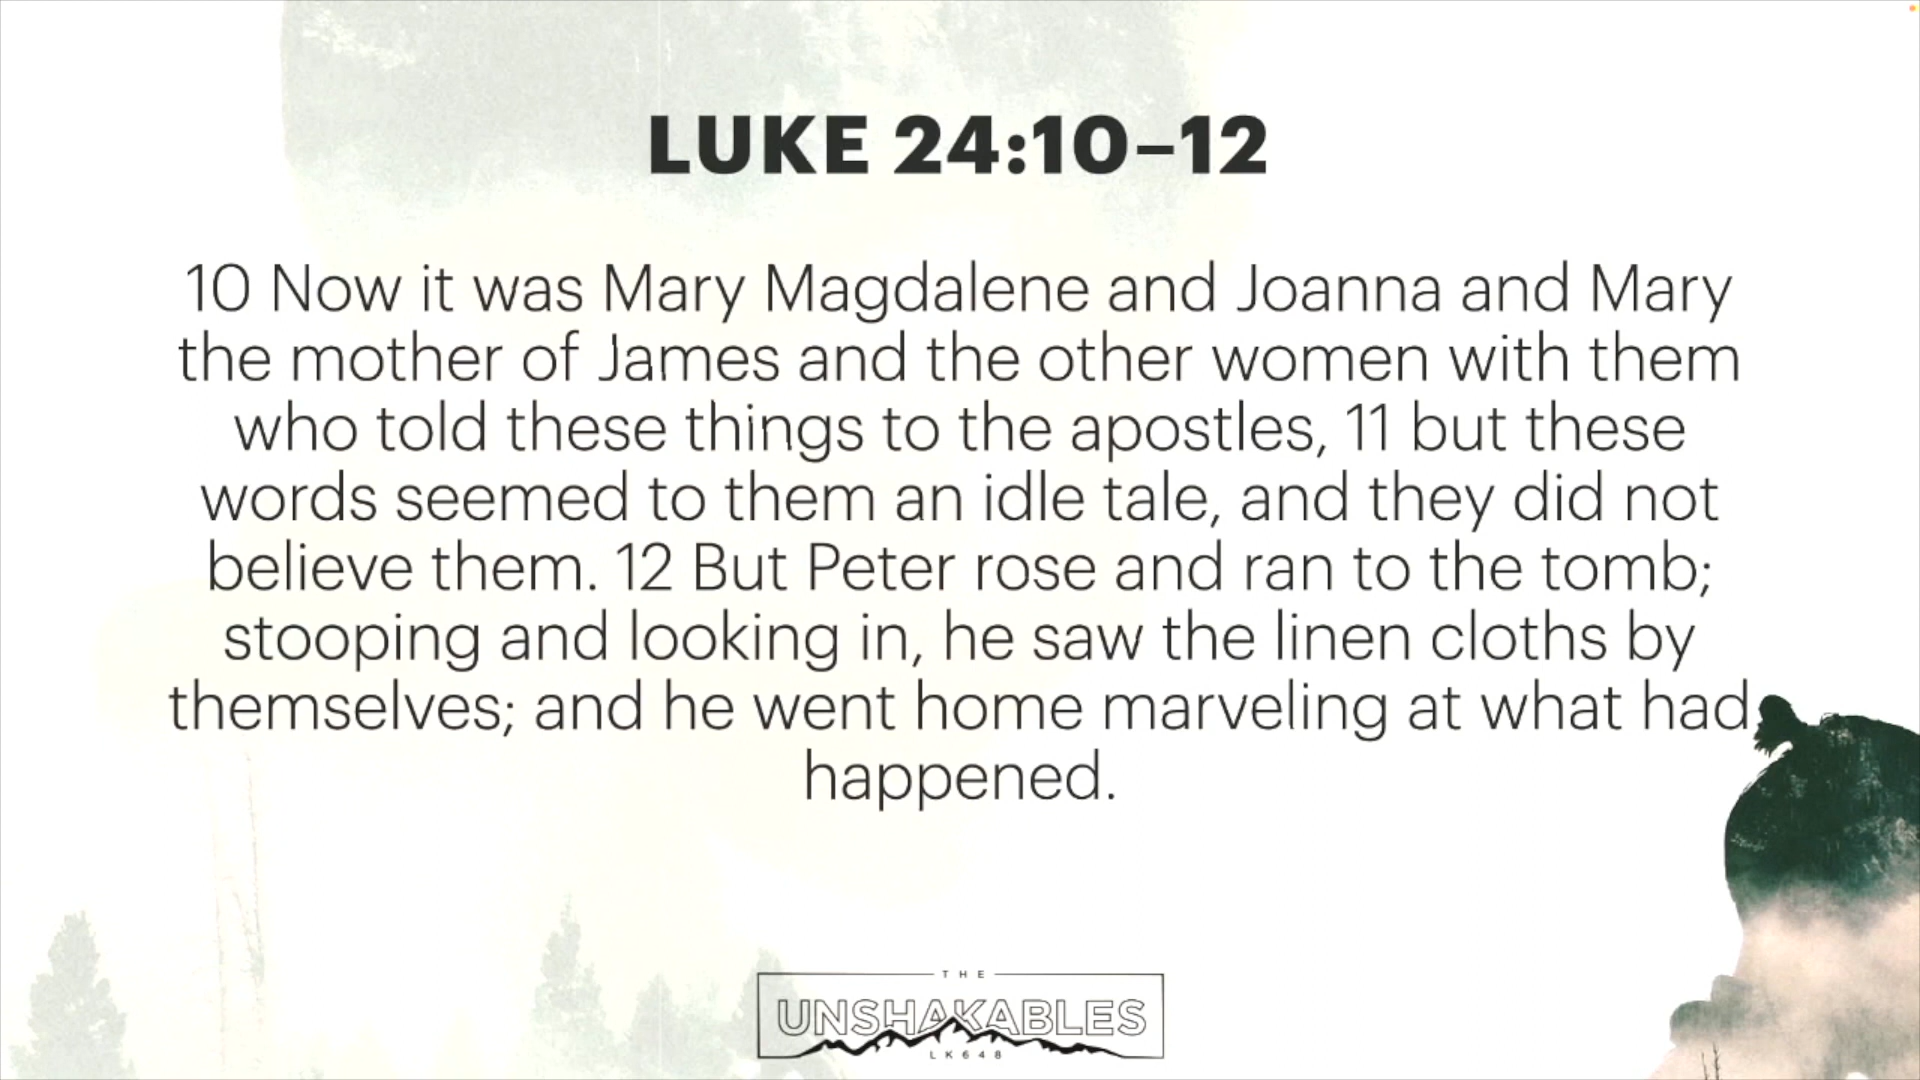 LUKE 24:10–12
10 Now it was Mary Magdalene and Joanna and Mary
the mother of James and the other women with them
who told these things to the apostles, 11 but these
words seemed to them an idle tale, and they did not
believe them. 12 But Peter rose and ran to the tomb;
stooping and looking in, he saw the linen cloths by
themselves; and he went home marveling at what had
happened.
THE
UNSHAKABLES
LK648